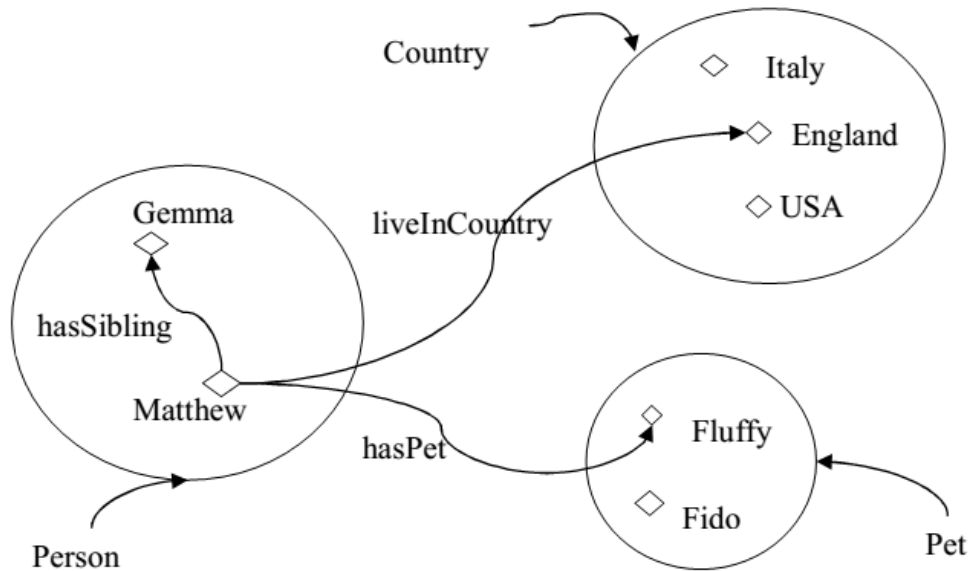 Country
Italy
England
USA
Gemma
liveInCountry
hasSibling
Matthew
hasPet
Fluffy
Fido
Person
Pet